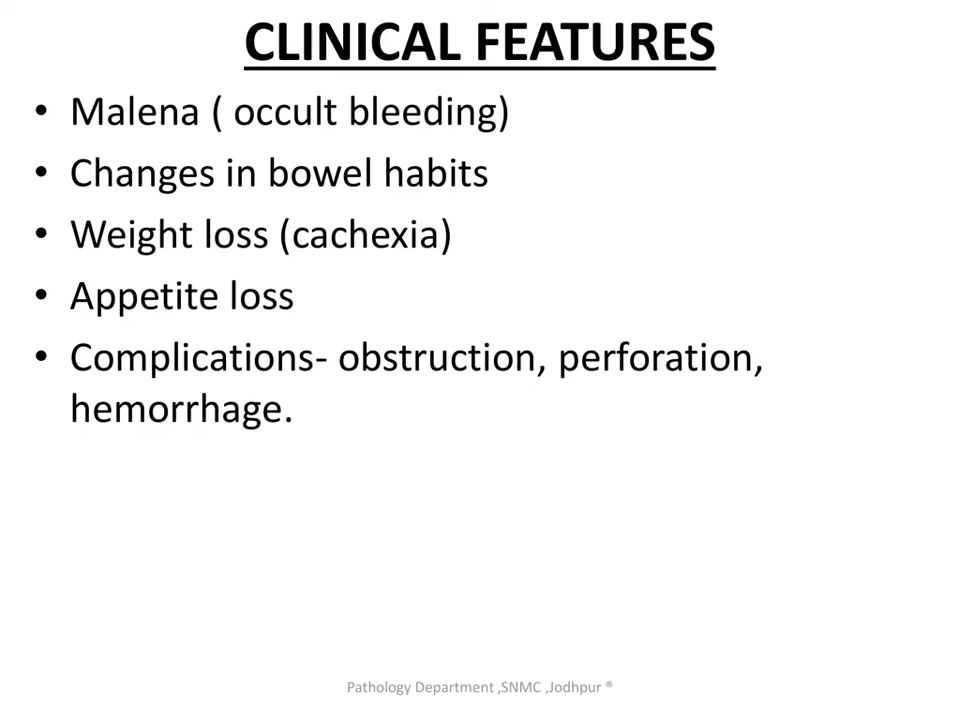 CLINICAL FEATURES
• Malena ( occult bleeding)
• Changes in bowel habits
• Weight loss (cachexia)
• Appetite loss
• Complications- obstruction, perforation,
hemorrhage.
Pathology Department ,SNMC ,Jodhpur ®